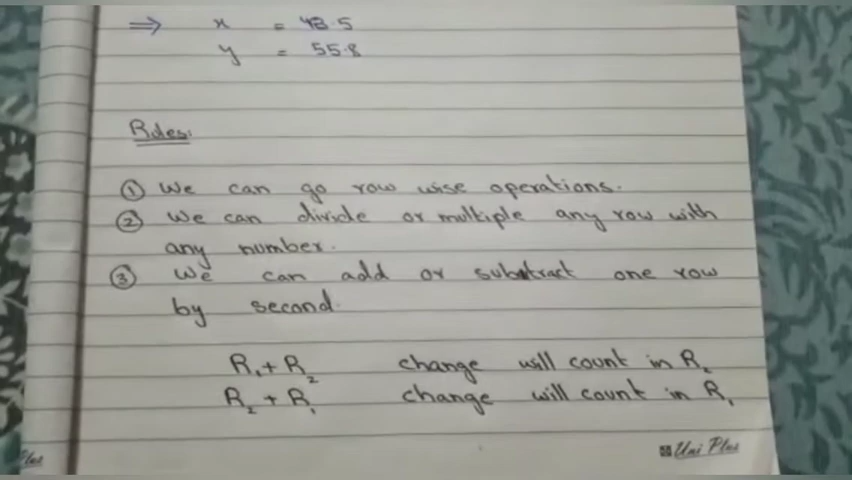 ⇒ x = 48.5
y = 55.8
Rules:
① We can go row wise operations.
② We can divide or multiple any row with
any number.
③ We can add or subtract one row
by second.
R₁ + R₂ change will count in R₂
R₂ + R₁ change will count in R₁
Uni Plus
Plus